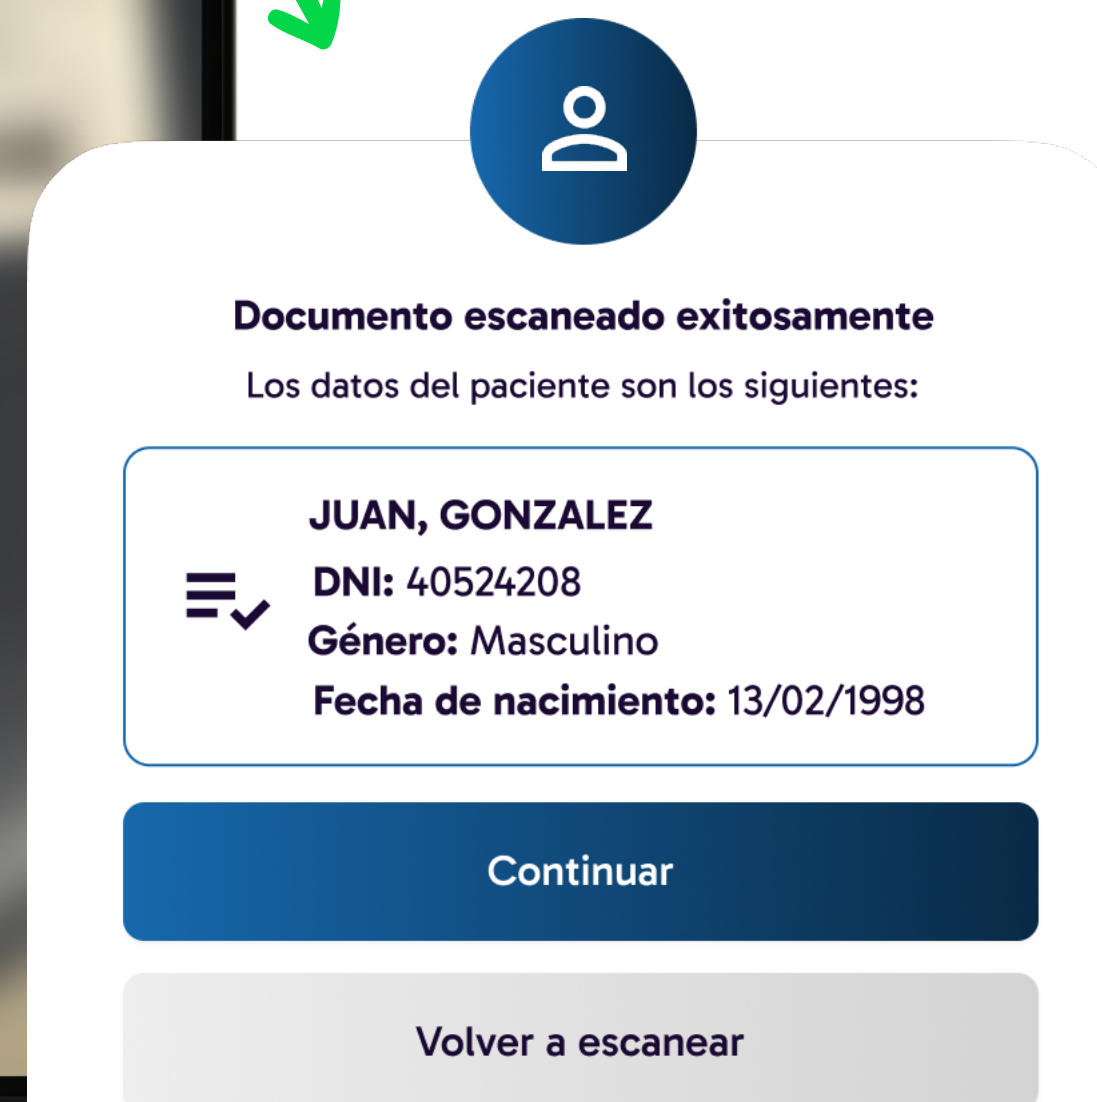 Documento escaneado exitosamente
Los datos del paciente son los siguientes:
JUAN, GONZALEZ
DNI: 40524208
Género: Masculino
Fecha de nacimiento: 13/02/1998
Continuar
Volver a escanear